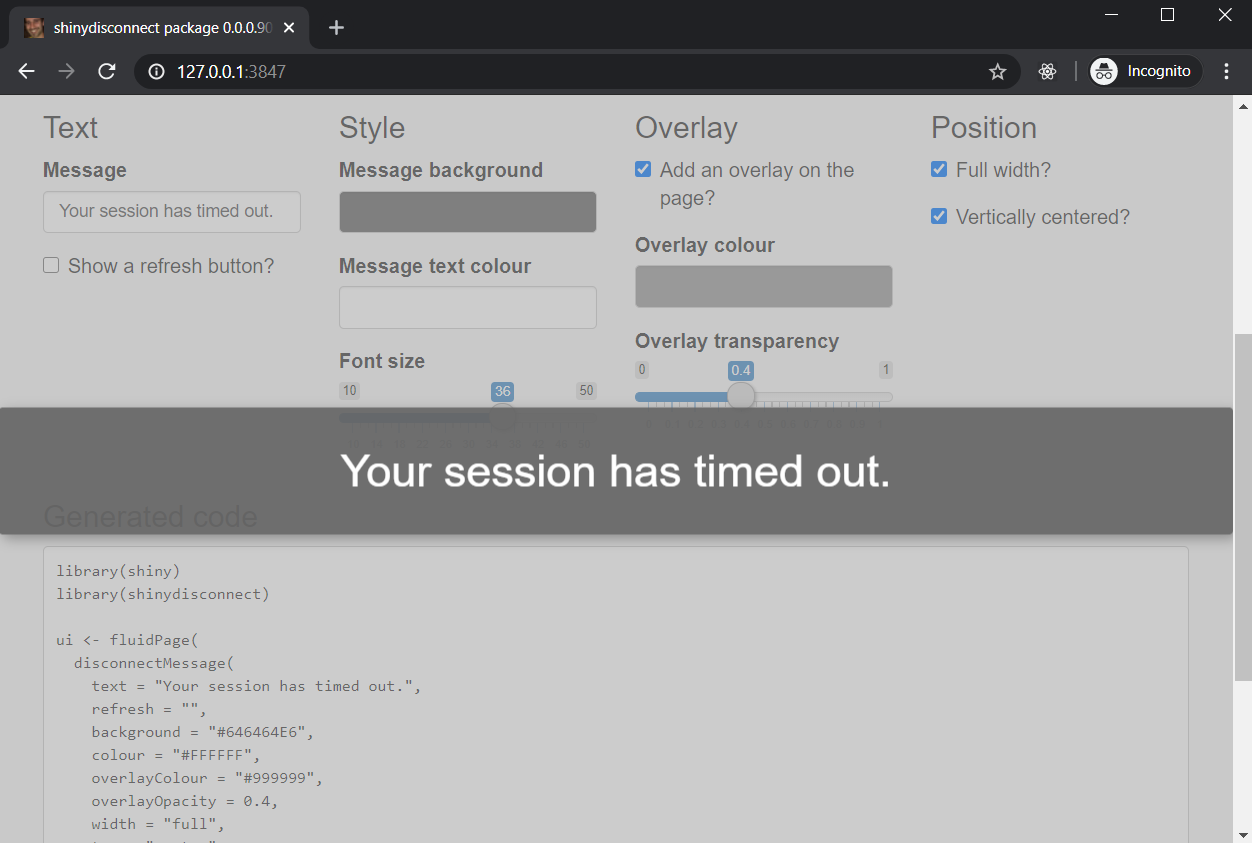 shinydisconnect package 0.0.0.90
127.0.0.1:3847
Incognito
Text
Message
Your session has timed out.
Show a refresh button?
Style
Message background
Message text colour
Font size
10
36
50
Overlay
Add an overlay on the
page?
Overlay colour
Overlay transparency
0
0.4
1
Position
Full width?
Vertically centered?
Your session has timed out.
Generated code
library(shiny)
library(shinydisconnect)
ui <- fluidPage(
disconnectMessage(
text = "Your session has timed out.",
refresh = "",
background = "#646464E6",
colour = "#FFFFFF",
overlayColour = "#999999",
overlayOpacity = 0.4,
width = "full",